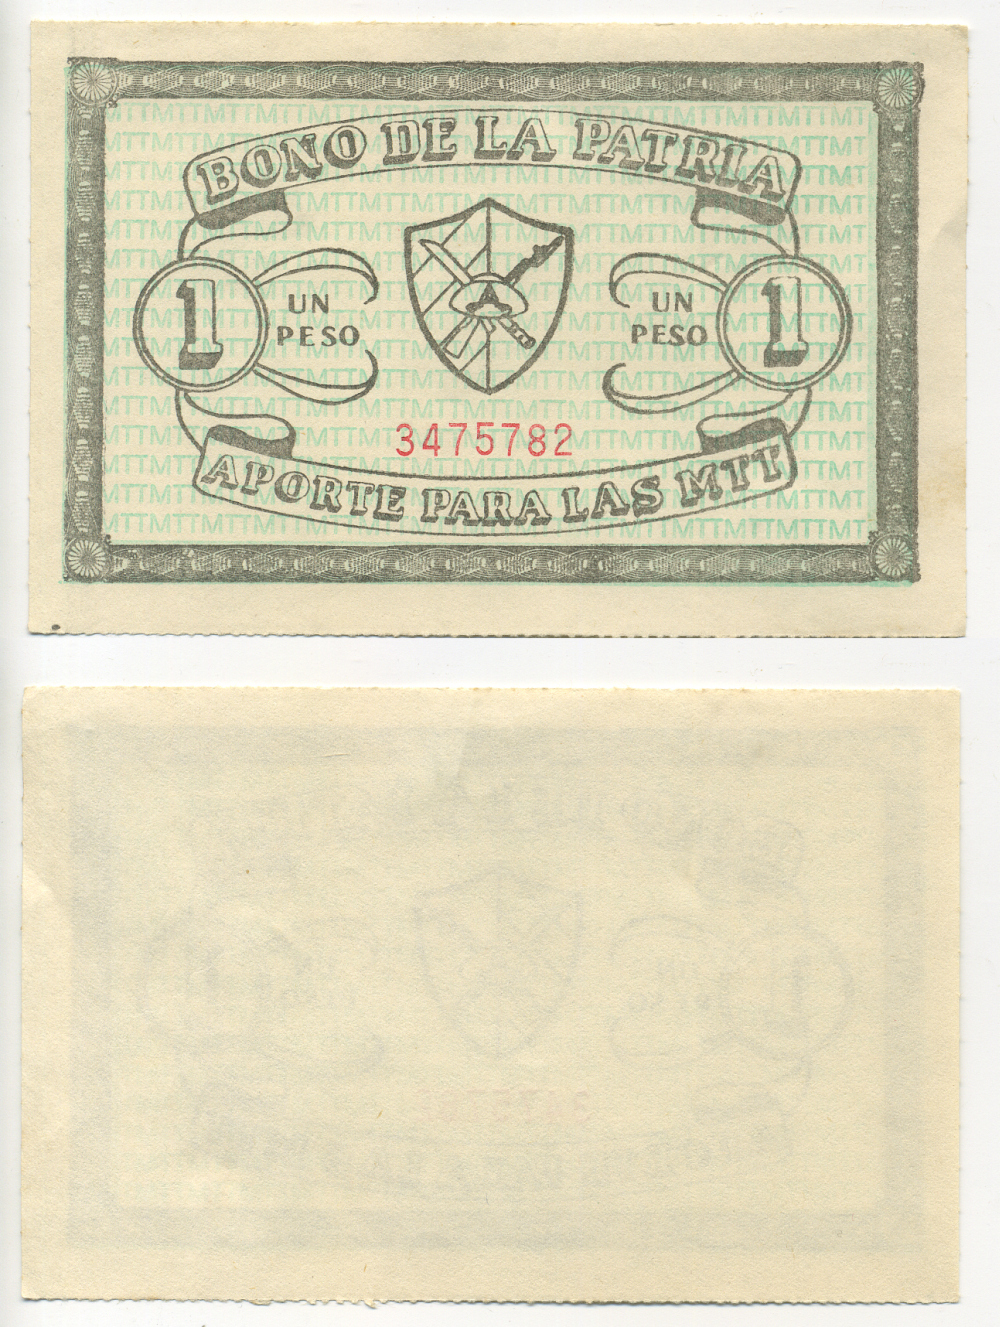 BONO DE LA PATRIA
1 UN PESO UN PESO 1
3475782
APORTE PARA LAS MTT